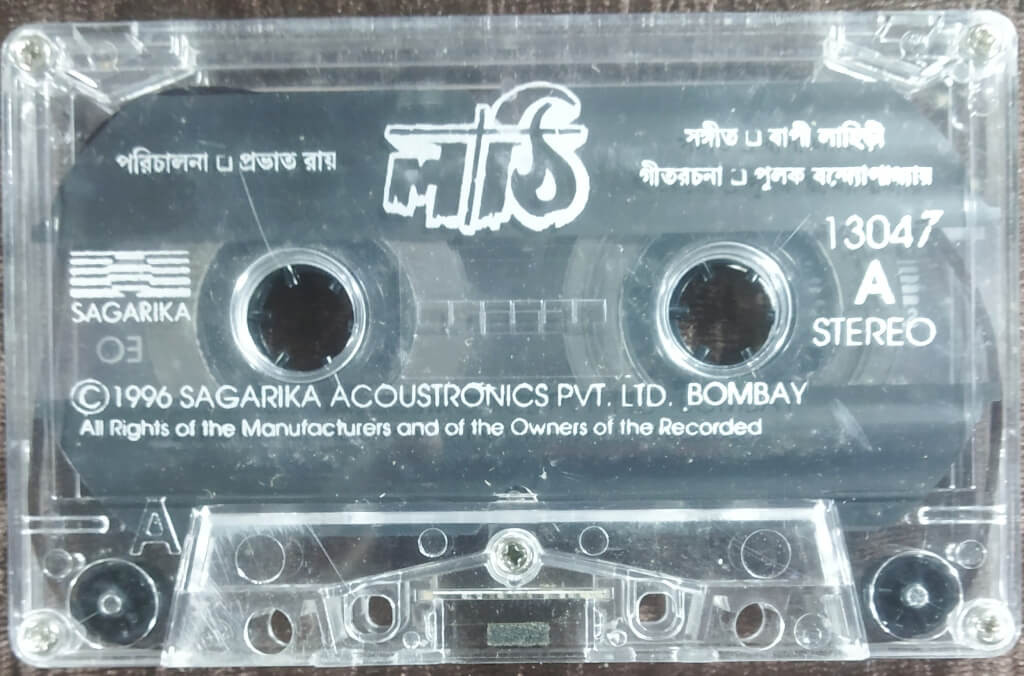 লাঠি
পরিচালনা □ প্রভাত রায়
সঙ্গীত □ বাপী লাহিড়ী
গীতরচনা □ পুলক বন্দ্যোপাধ্যায়
13047
A
STEREO
SAGARIKA
©1996 SAGARIKA ACOUSTRONICS PVT. LTD. BOMBAY
All Rights of the Manufacturers and of the Owners of the Recorded
A